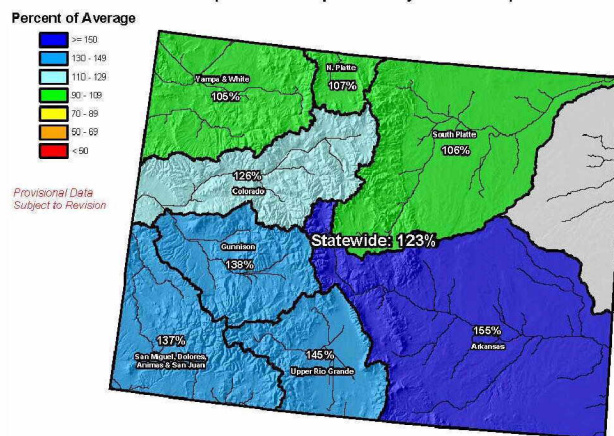 Percent of Average
>= 150
130 - 149
110 - 129
90 - 109
70 - 89
50 - 69
< 50
Provisional Data
Subject to Revision
Yampa & White
105%
N. Platte
107%
South Platte
106%
126%
Colorado
Statewide: 123%
Gunnison
138%
155%
Arkansas
137%
San Miguel, Dolores,
Animas & San Juan
145%
Upper Rio Grande